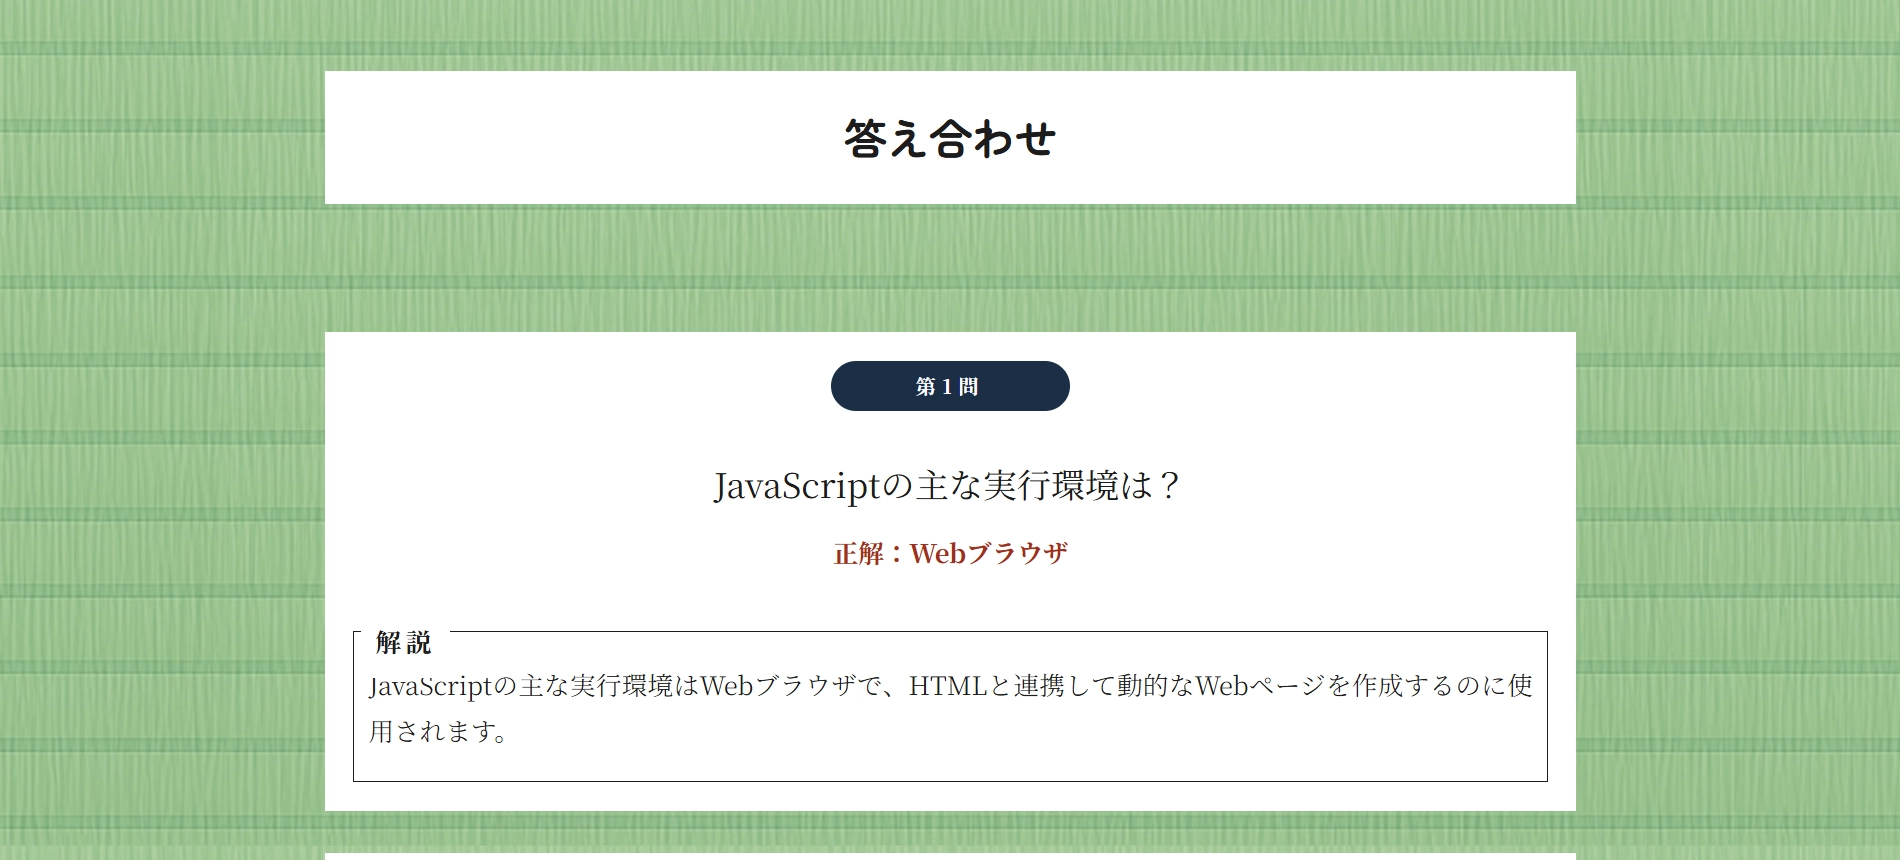 答え合わせ
第1問
JavaScriptの主な実行環境は？
正解：Webブラウザ
解説
JavaScriptの主な実行環境はWebブラウザで、HTMLと連携して動的なWebページを作成するのに使
用されます。